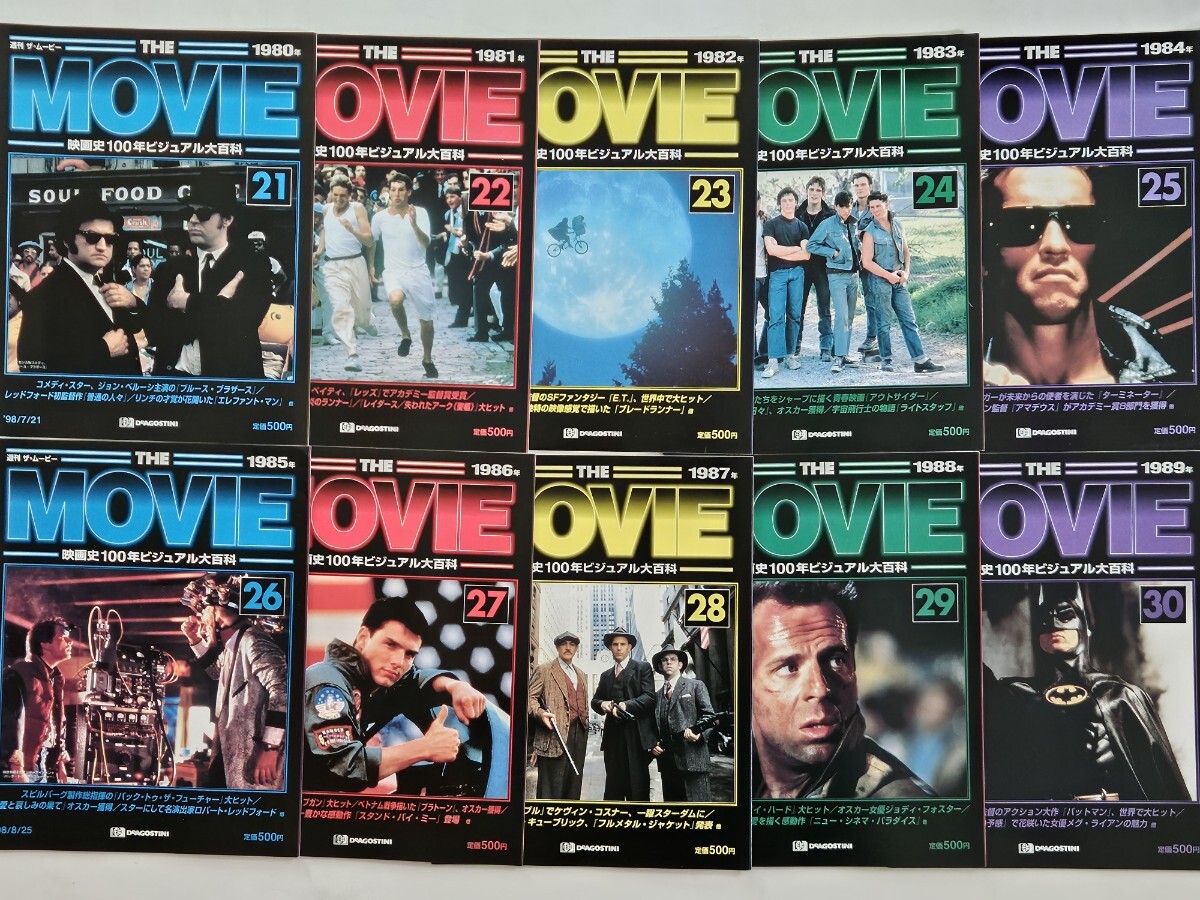 週刊 ザ・ムービー
THE
1980年
MOVIE
映画史100年ビジュアル大百科
21
SOUL FOOD C
コメディ・スター、ジョン・ベルーシ主演の『ブルース・ブラザース』/
レッドフォード初監督作『普通の人々』/リンチの才覚が花開いた『エレファント・マン』 他
'98/7/21
定価500円
THE
1981年
OVIE
史100年ビジュアル大百科
22
ベイティ、『レッズ』でアカデミー監督賞受賞/
のランナー』/『レイダース/失われたアーク《聖櫃》』大ヒット 他
定価500円
THE
1982年
OVIE
史100年ビジュアル大百科
23
督のSFファンタジー『E.T.』、世界中で大ヒット/
特の映像感覚で描いた『ブレードランナー』 他
DEAGOSTINI
定価500円
THE
1983年
OVIE
史100年ビジュアル大百科
24
たちをシャープに描く青春映画『アウトサイダー』/
々』、オスカー獲得/宇宙飛行士の物語『ライトスタッフ』 他
DEAGOSTINI
定価500円
THE
1984年
OVIE
史100年ビジュアル大百科
25
ガーが未来からの使者を演じた『ターミネーター』/
ン監督『アマデウス』がアカデミー賞8部門を獲得 他
定価500円
週刊 ザ・ムービー
THE
1985年
MOVIE
映画史100年ビジュアル大百科
26
スピルバーグ製作総指揮の『バック・トゥ・ザ・フューチャー』大ヒット/
愛と哀しみの果て』オスカー獲得/スターにして名演出家ロバート・レッドフォード 他
98/8/25
DEAGOSTINI
定価500円
THE
1986年
MOVIE
画史100年ビジュアル大百科
27
プガン』大ヒット/ベトナム戦争描いた『プラトーン』、オスカー獲得/
豊かな感動作『スタンド・バイ・ミー』登場 他
DEAGOSTINI
定価500円
THE
1987年
OVIE
史100年ビジュアル大百科
28
ブル』でケヴィン・コスナー、一躍スターダムに/
キューブリック、『フルメタル・ジャケット』発表 他
DEAGOSTINI
定価500円
THE
1988年
OVIE
画史100年ビジュアル大百科
29
イ・ハード』大ヒット/オスカー女優ジョディ・フォスター/
愛を描く感動作『ニュー・シネマ・パラダイス』 他
DEAGOSTINI
定価500円
THE
1989年
OVIE
史100年ビジュアル大百科
30
督のアクション大作『バットマン』、世界で大ヒット/
予感』で花咲いた女優メグ・ライアンの魅力 他
DEAGOSTINI
定価500円